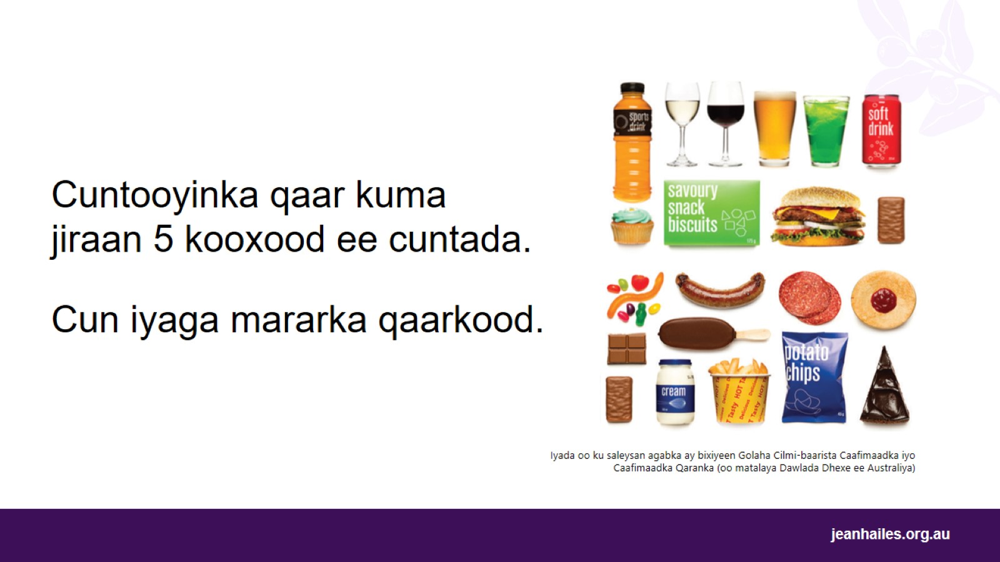 Cuntooyinka qaar kuma
jiraan 5 kooxood ee cuntada.
Cun iyaga mararka qaarkood.
sports
drink
soft
drink
savoury
snack
biscuits
175 g
potato
chips
cream
HOT
Tasty
Delicious
Iyada oo ku saleysan agabka ay bixiyeen Golaha Cilmi-baarista Caafimaadka iyo
Caafimaadka Qaranka (oo matalaya Dawlada Dhexe ee Australiya)
jeanhailes.org.au